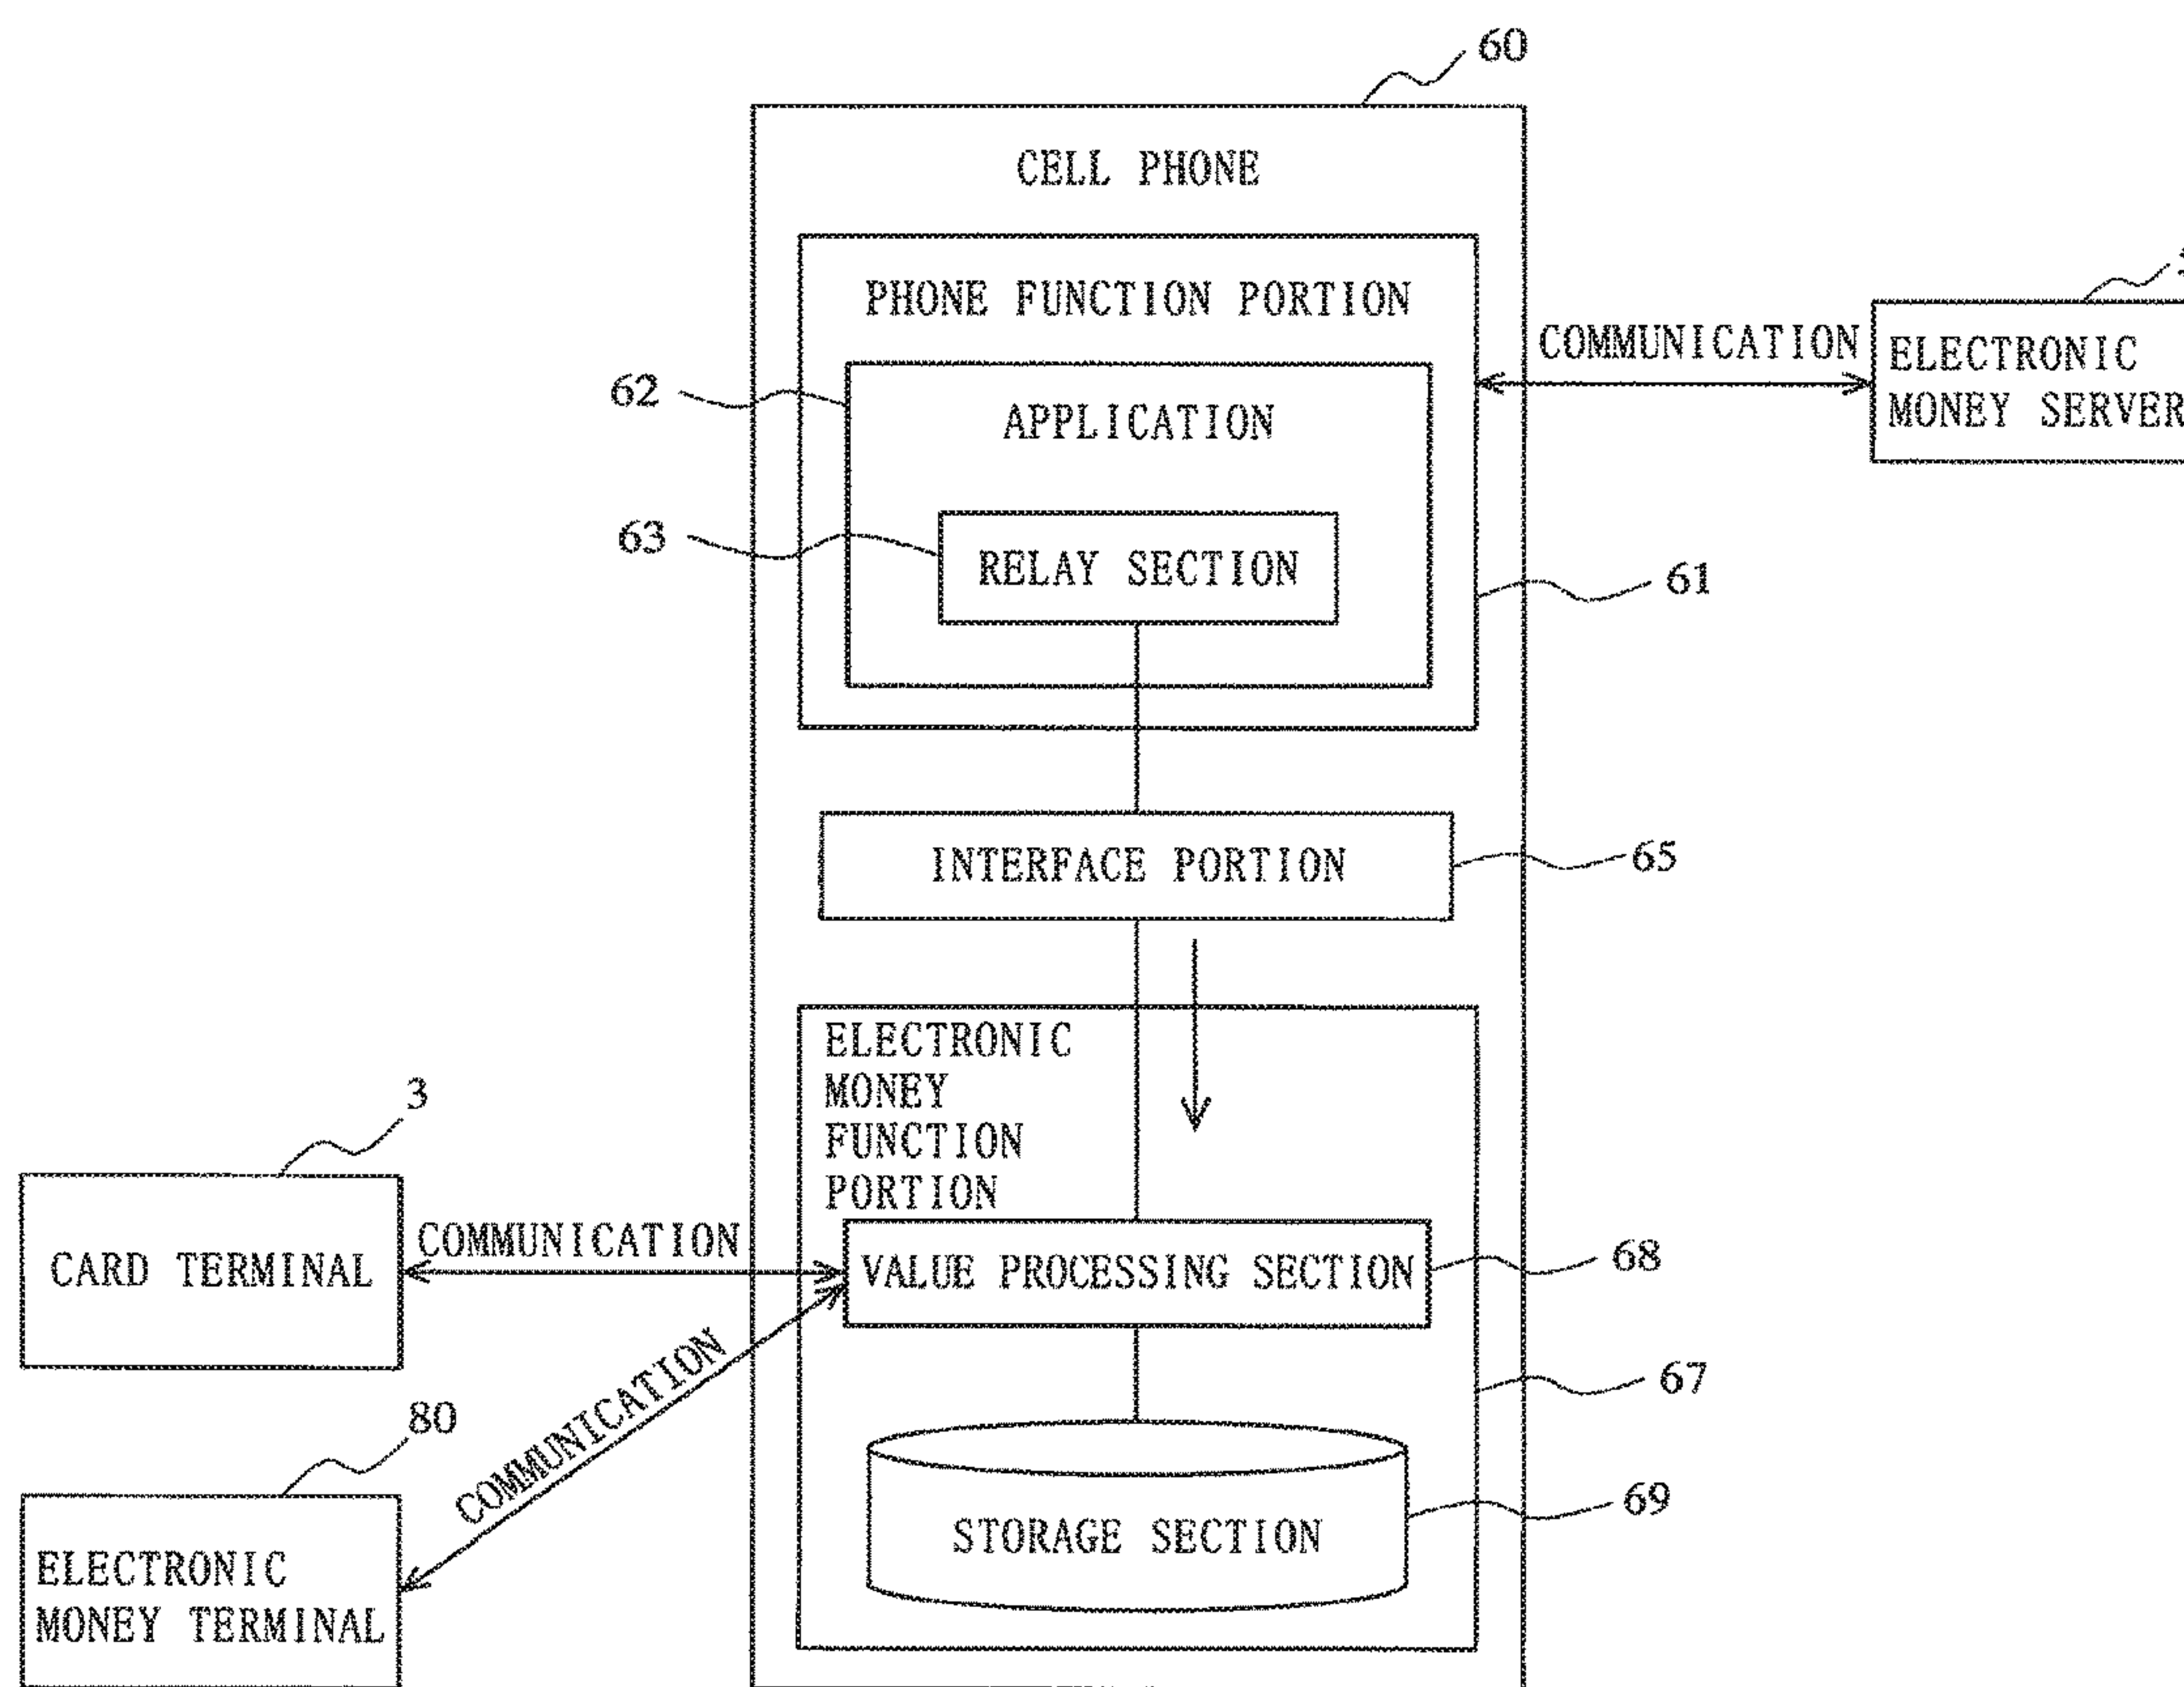 60
CELL PHONE
PHONE FUNCTION PORTION
COMMUNICATION
ELECTRONIC
MONEY SERVER
62
APPLICATION
63
RELAY SECTION
61
INTERFACE PORTION
65
ELECTRONIC
MONEY
FUNCTION
PORTION
3
CARD TERMINAL
COMMUNICATION
VALUE PROCESSING SECTION
68
67
80
COMMUNICATION
ELECTRONIC
MONEY TERMINAL
STORAGE SECTION
69